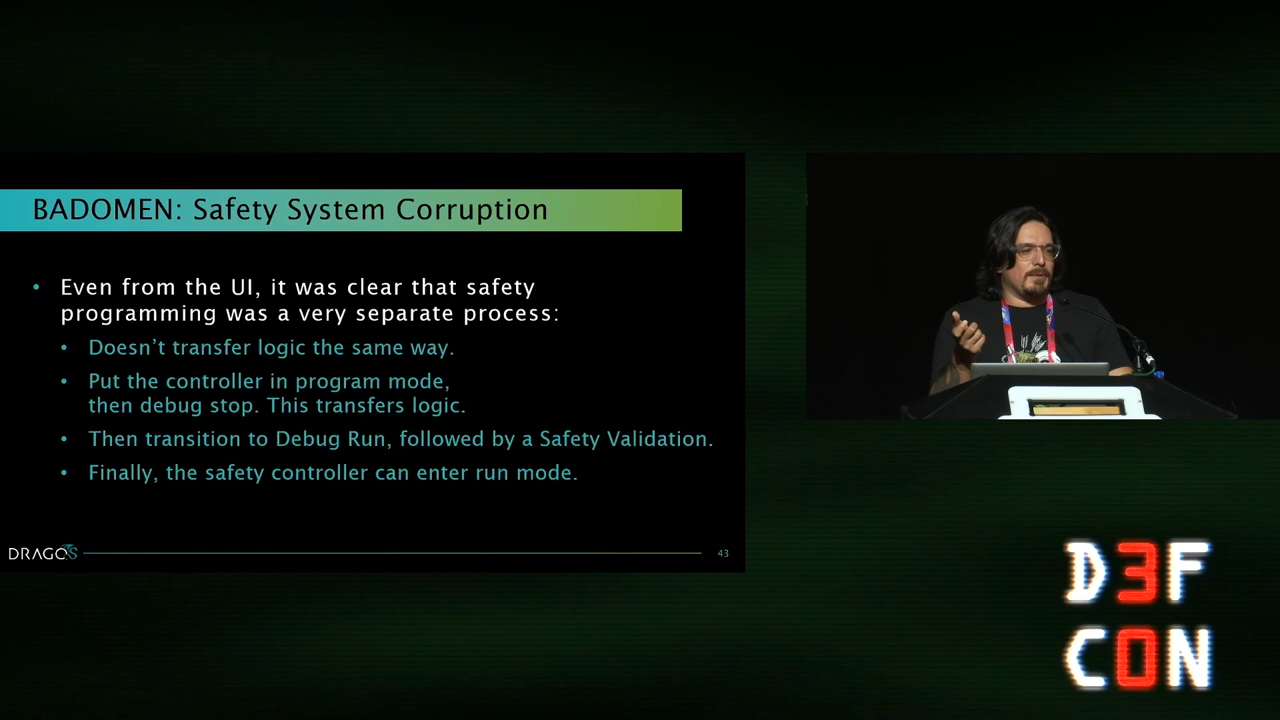 BADOMEN: Safety System Corruption
• Even from the UI, it was clear that safety
programming was a very separate process:
• Doesn't transfer logic the same way.
• Put the controller in program mode,
then debug stop. This transfers logic.
• Then transition to Debug Run, followed by a Safety Validation.
• Finally, the safety controller can enter run mode.
DRAGOS
43
D3F
C0N